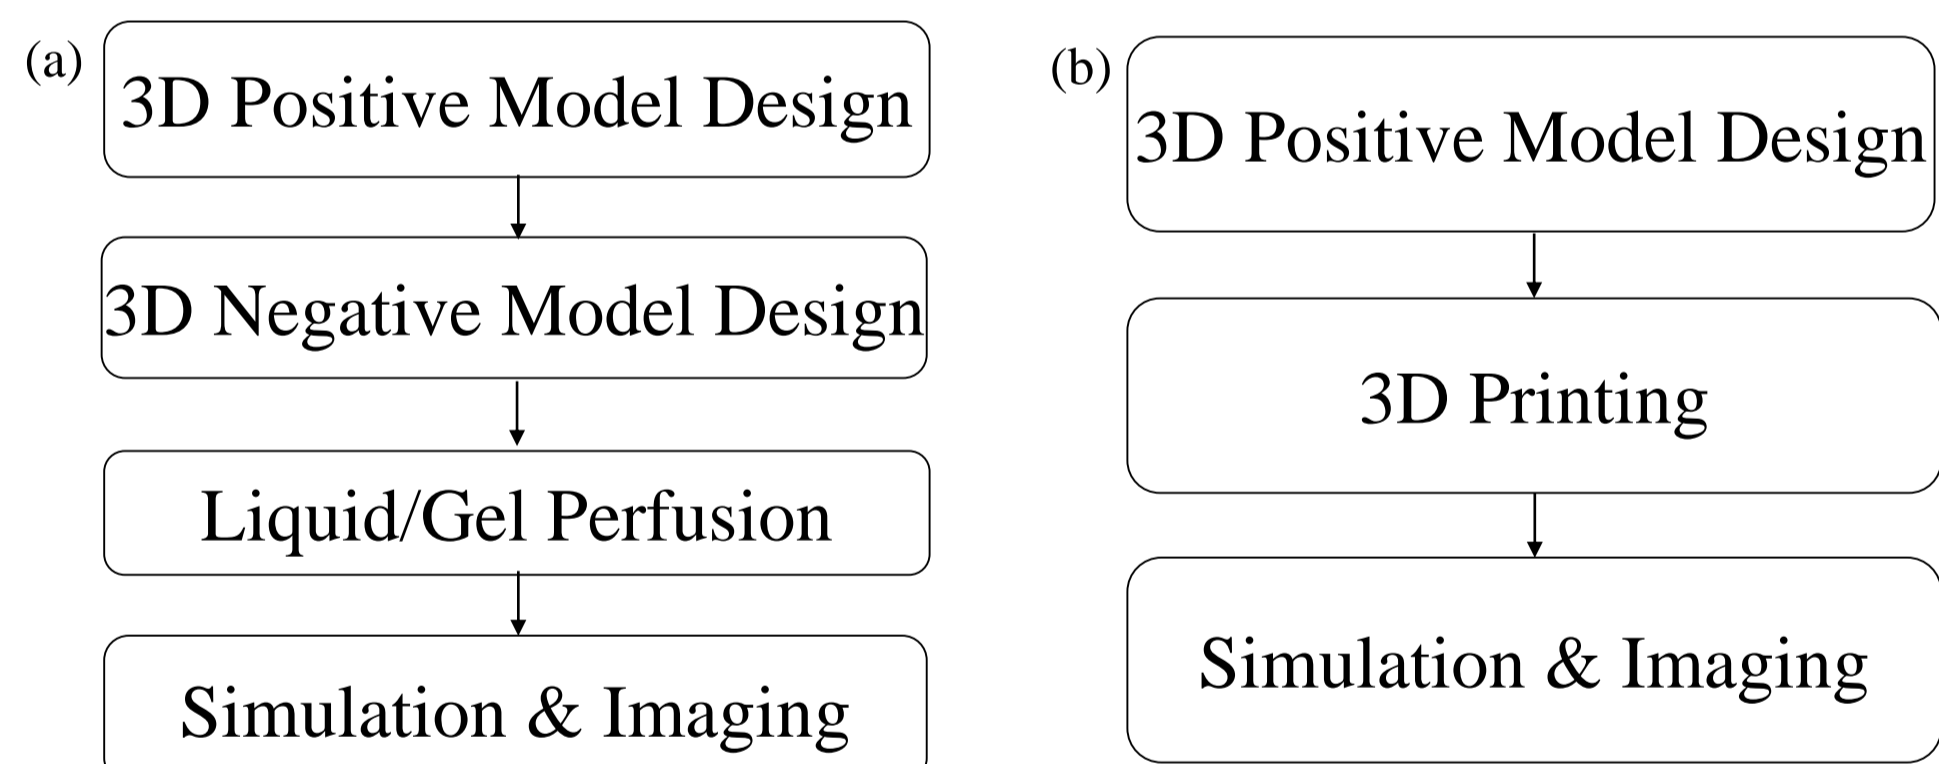 (a)
3D Positive Model Design
3D Negative Model Design
Liquid/Gel Perfusion
Simulation & Imaging
(b)
3D Positive Model Design
3D Printing
Simulation & Imaging